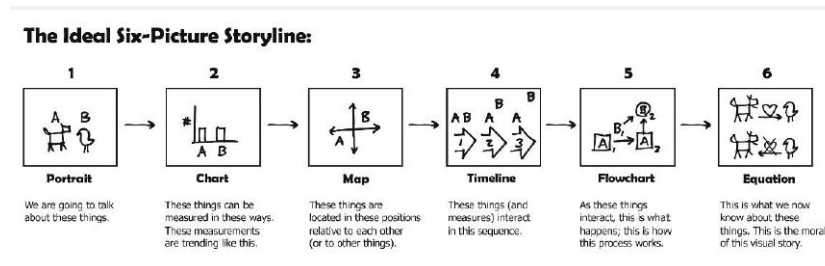 The Ideal Six-Picture Storyline:
1
2
3
4
5
6
A B
#
A B
B
A
B
B
A B A A
1 2 3
B₂
B₁
A₁ A₂
Portrait
Chart
Map
Timeline
Flowchart
Equation
We are going to talk
about these things.
These things can be
measured in these ways.
These measurements
are trending like this.
These things are
located in these positions
relative to each other
(or to other things).
These things (and
measures) interact
in this sequence.
As these things
interact, this is what
happens; this is how
this process works.
This is what we now
know about these
things. This is the moral
of this visual story.